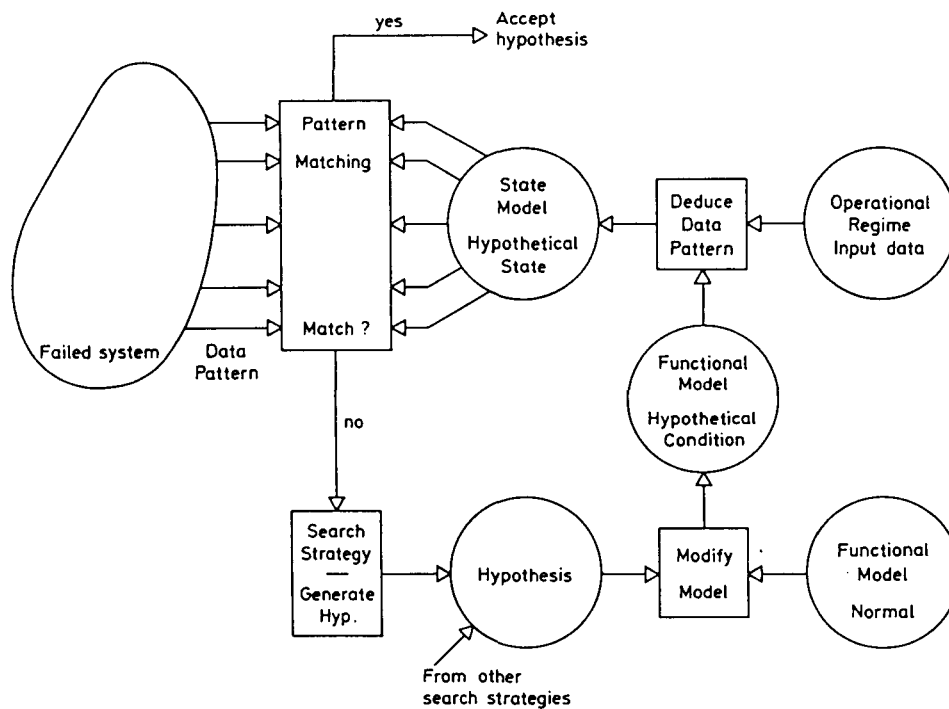 yes
Accept
hypothesis
Pattern
Matching
Match ?
Failed system
Data
Pattern
State
Model
Hypothetical
State
Deduce
Data
Pattern
Operational
Regime
Input data
Functional
Model
Hypothetical
Condition
no
Search
Strategy
—
Generate
Hyp.
Hypothesis
From other
search strategies
Modify
Model
Functional
Model
Normal